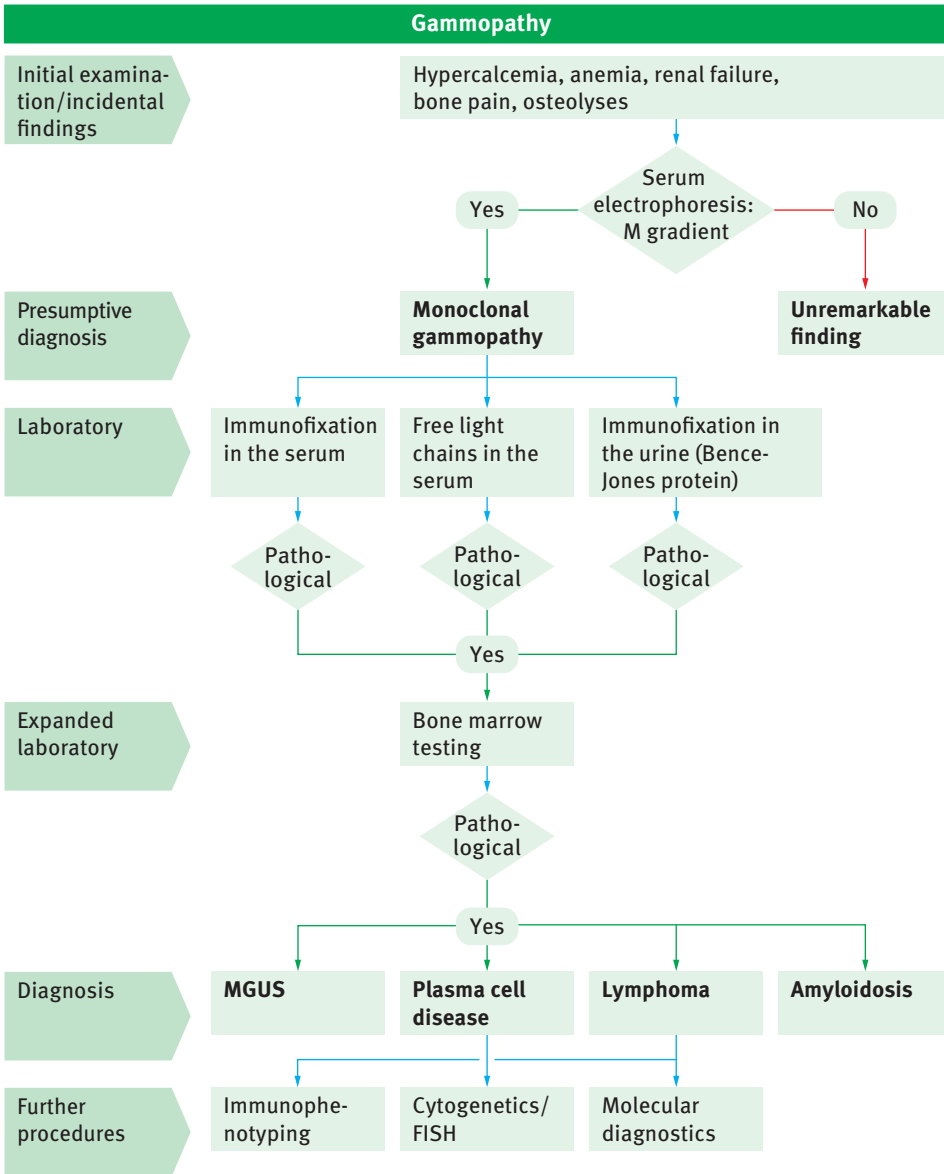 Gammopathy
Initial examina-
tion/incidental
findings
Hypercalcemia, anemia, renal failure,
bone pain, osteolyses
Serum
electrophoresis:
M gradient
Yes
No
Presumptive
diagnosis
Monoclonal
gammopathy
Unremarkable
finding
Laboratory
Immunofixation
in the serum
Free light
chains in the
serum
Immunofixation in
the urine (Bence-
Jones protein)
Patho-
logical
Patho-
logical
Patho-
logical
Yes
Expanded
laboratory
Bone marrow
testing
Patho-
logical
Yes
Diagnosis
MGUS
Plasma cell
disease
Lymphoma
Amyloidosis
Further
procedures
Immunophe-
notyping
Cytogenetics/
FISH
Molecular
diagnostics